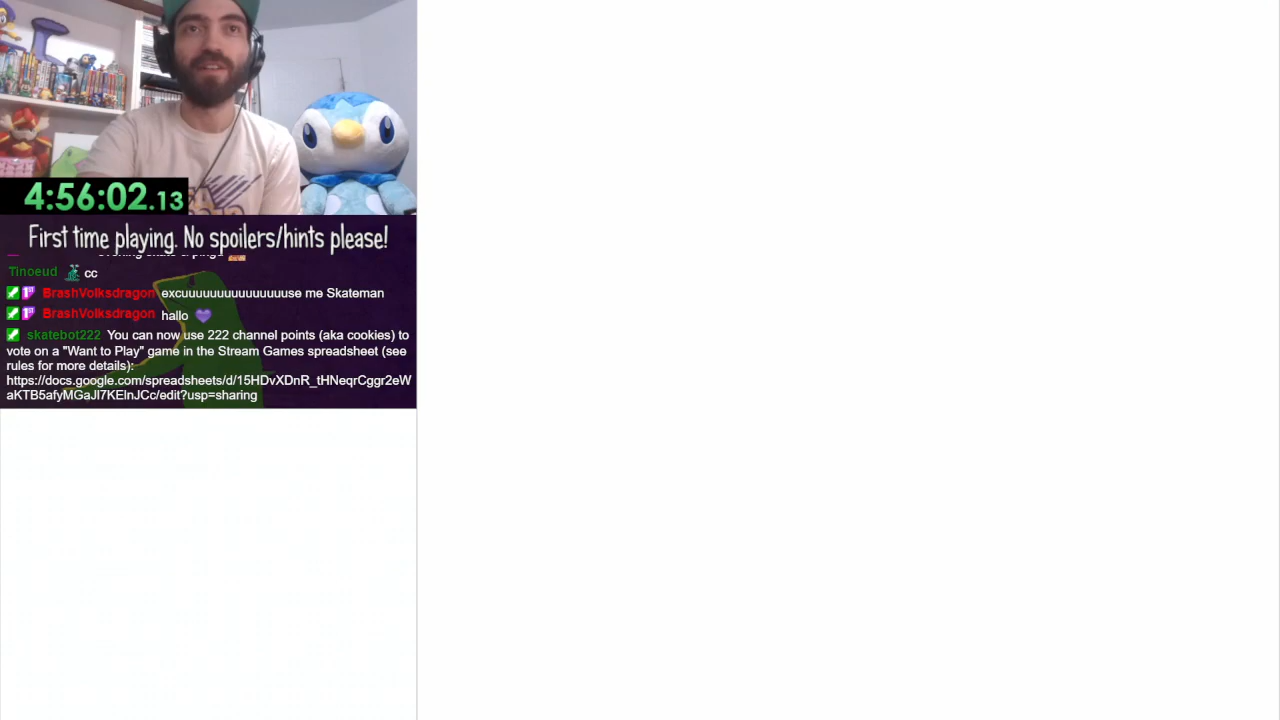 4:56:02.13
First time playing. No spoilers/hints please!
Tinoeud cc
BrashVolksdragon excuuuuuuuuuuuuuuuse me Skateman
BrashVolksdragon hallo
skatebot222 You can now use 222 channel points (aka cookies) to
vote on a "Want to Play" game in the Stream Games spreadsheet (see
rules for more details):
https://docs.google.com/spreadsheets/d/15HDvXDnR_tHNeqrCggr2eW
aKTB5afyMGaJl7KElnJCc/edit?usp=sharing